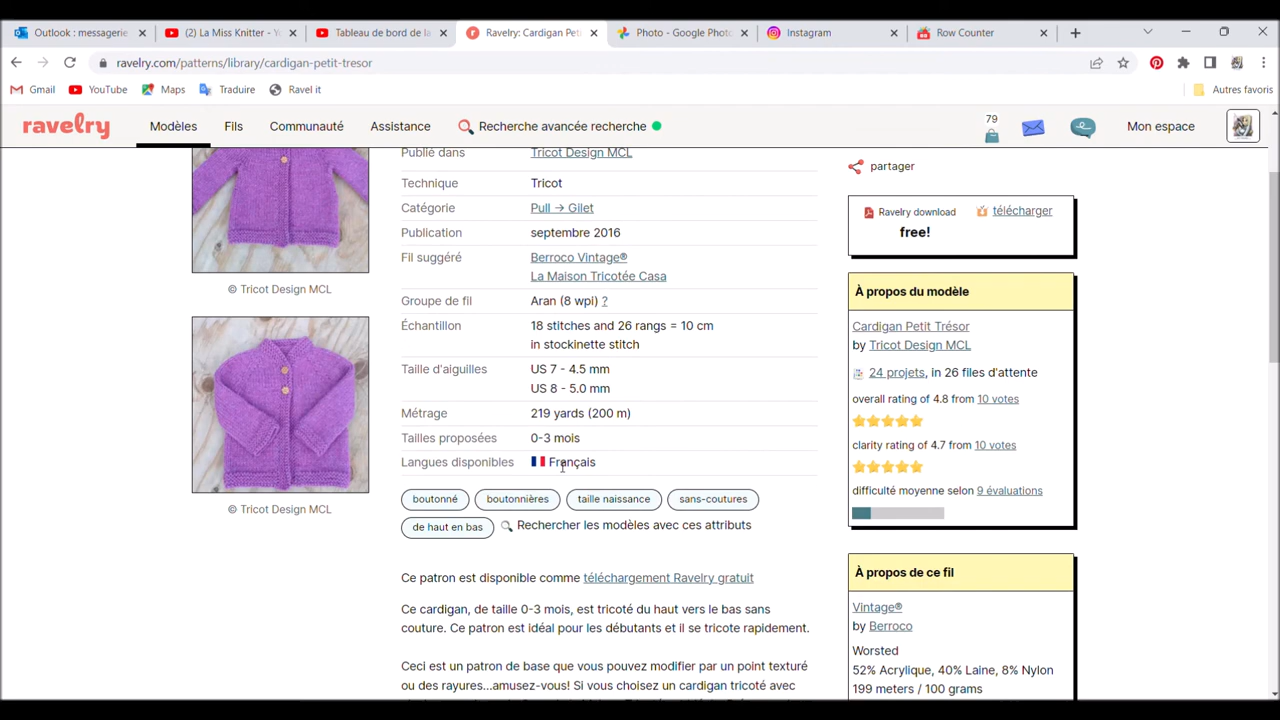 Outlook : messagerie
(2) La Miss Knitter - Yo
Tableau de bord de la
Ravelry: Cardigan Peti
Photo - Google Photo
Instagram
Row Counter
ravelry.com/patterns/library/cardigan-petit-tresor
Gmail
YouTube
Maps
Traduire
Ravel it
Autres favoris
ravelry
Modèles
Fils
Communauté
Assistance
Recherche avancée recherche
79
Mon espace
© Tricot Design MCL
© Tricot Design MCL
Publié dans Tricot Design MCL
Technique Tricot
Catégorie Pull → Gilet
Publication septembre 2016
Fil suggéré Berroco Vintage®
La Maison Tricotée Casa
Groupe de fil Aran (8 wpi) ?
Échantillon 18 stitches and 26 rangs = 10 cm
in stockinette stitch
Taille d'aiguilles US 7 - 4.5 mm
US 8 - 5.0 mm
Métrage 219 yards (200 m)
Tailles proposées 0-3 mois
Langues disponibles Français
boutonné boutonnières taille naissance sans-coutures
de haut en bas Rechercher les modèles avec ces attributs
Ce patron est disponible comme téléchargement Ravelry gratuit
Ce cardigan, de taille 0-3 mois, est tricoté du haut vers le bas sans
couture. Ce patron est idéal pour les débutants et il se tricote rapidement.
Ceci est un patron de base que vous pouvez modifier par un point texturé
ou des rayures...amusez-vous! Si vous choisez un cardigan tricoté avec
partager
Ravelry download télécharger
free!
À propos du modèle
Cardigan Petit Trésor
by Tricot Design MCL
24 projets, in 26 files d'attente
overall rating of 4.8 from 10 votes
clarity rating of 4.7 from 10 votes
difficulté moyenne selon 9 évaluations
À propos de ce fil
Vintage®
by Berroco
Worsted
52% Acrylique, 40% Laine, 8% Nylon
199 meters / 100 grams